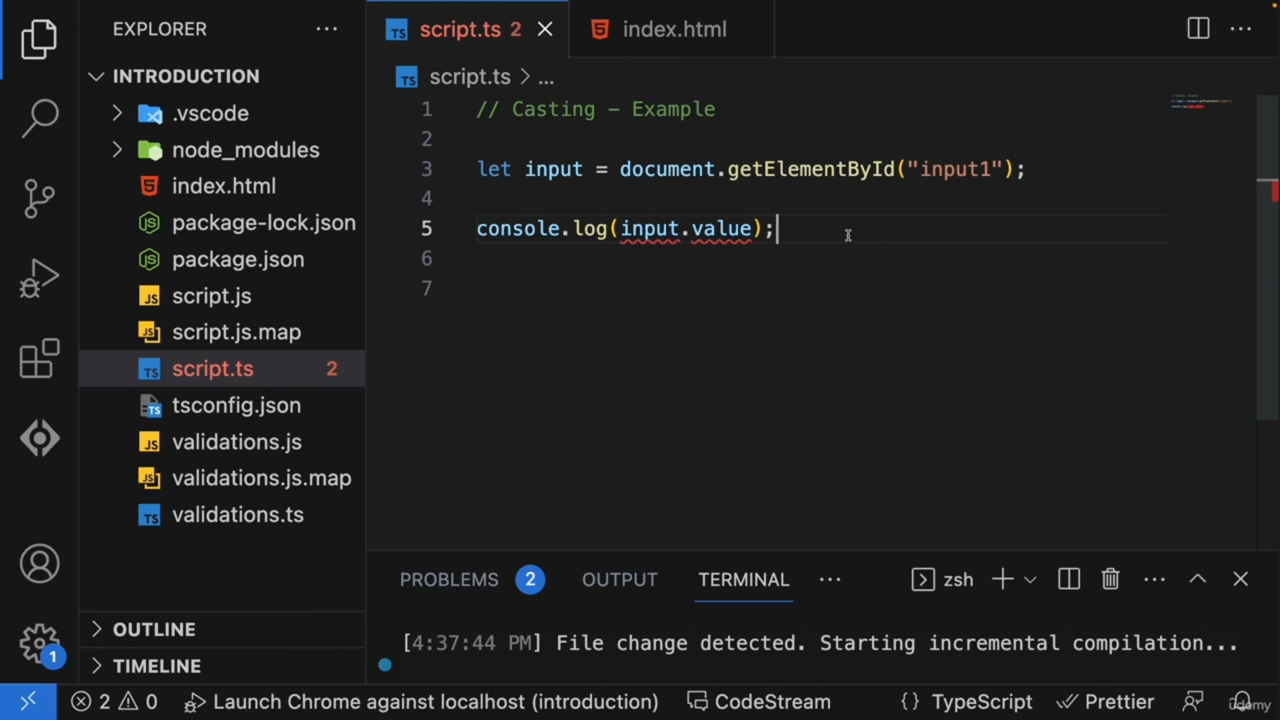 EXPLORER
INTRODUCTION
.vscode
node_modules
index.html
package-lock.json
package.json
script.js
script.js.map
script.ts 2
tsconfig.json
validations.js
validations.js.map
validations.ts
OUTLINE
TIMELINE
1
TS script.ts 2
index.html
TS script.ts > ...
1 // Casting - Example
2
3 let input = document.getElementById("input1");
4
5 console.log(input.value);
6
7
PROBLEMS 2 OUTPUT TERMINAL ... zsh
[4:37:44 PM] File change detected. Starting incremental compilation...
2 0 Launch Chrome against localhost (introduction) CodeStream {} TypeScript Prettier
ûdemy